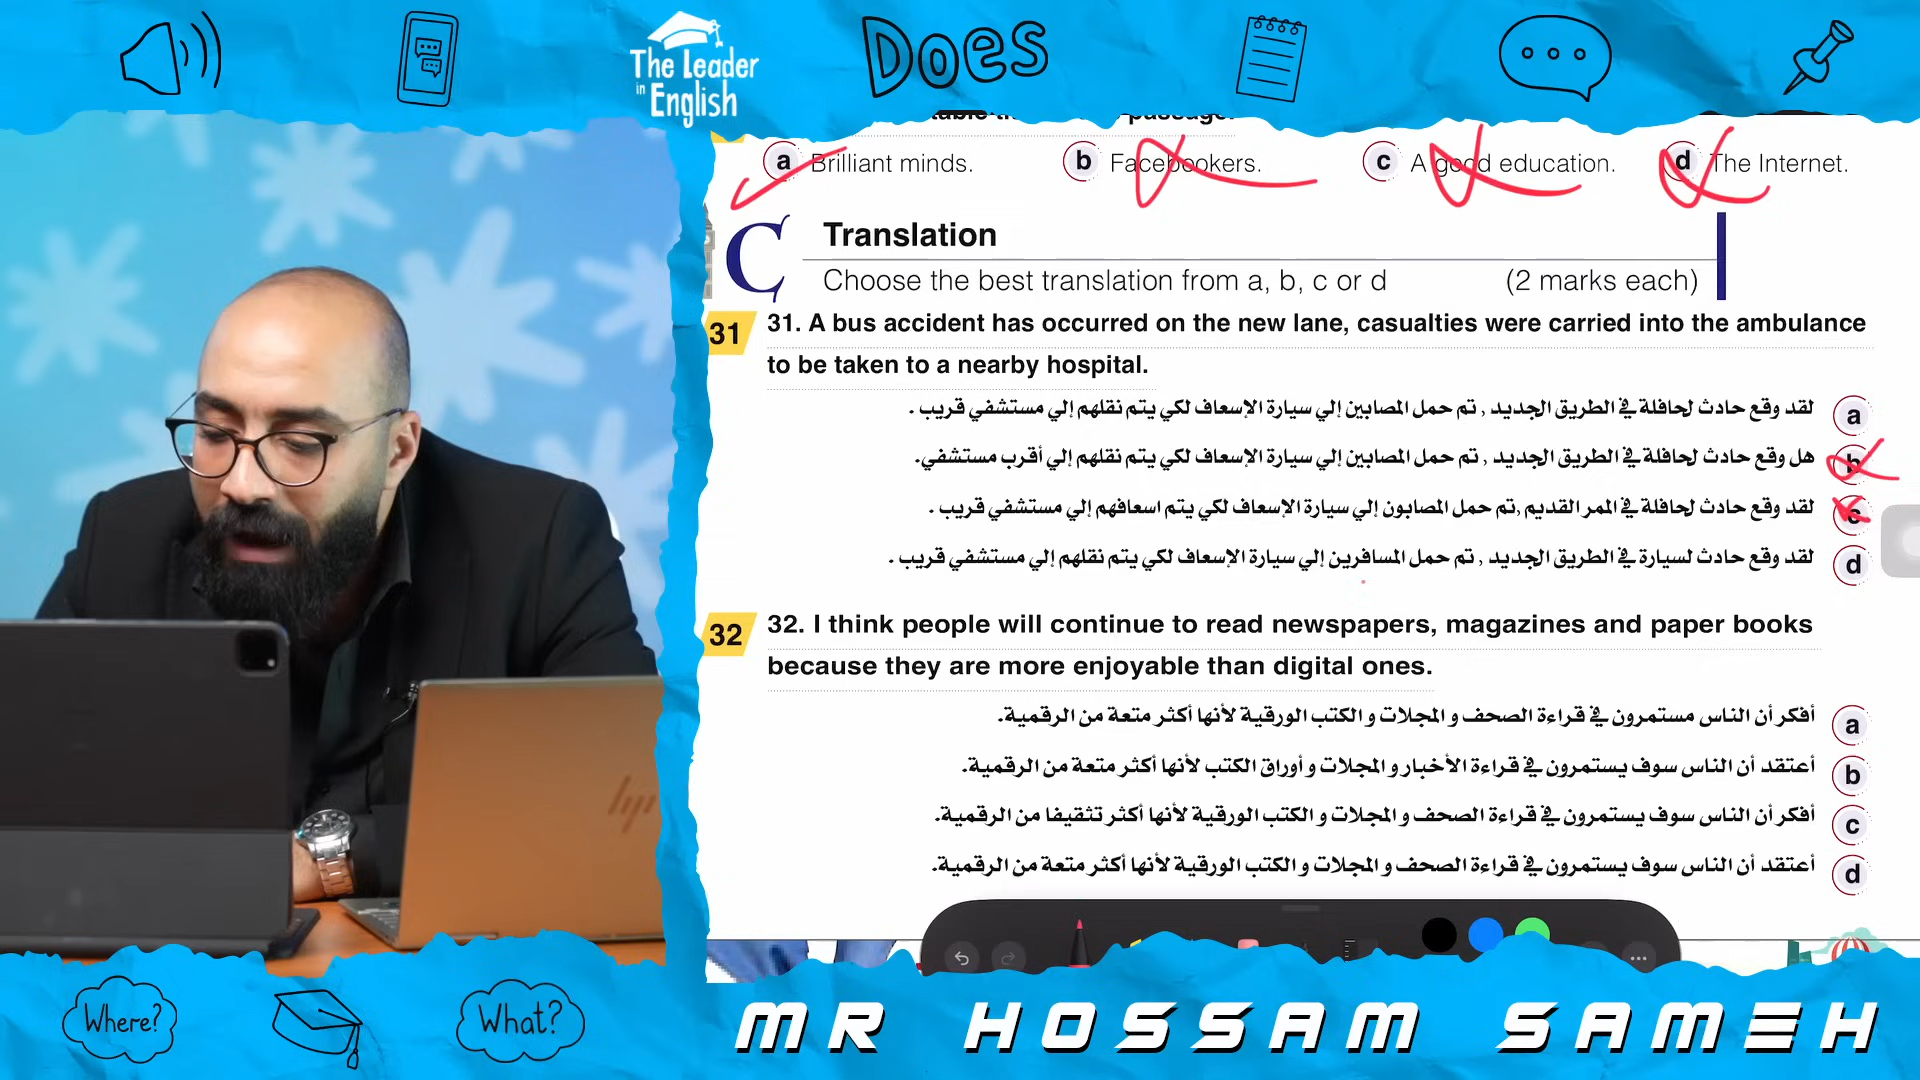 The Leader
in
English
Does
passage.
a Brilliant minds.
b Facebookers.
c A good education.
d The Internet.
C
Translation
Choose the best translation from a, b, c or d (2 marks each)
31
31. A bus accident has occurred on the new lane, casualties were carried into the ambulance
to be taken to a nearby hospital.
a لقد وقع حادث لحافلة في الطريق الجديد , تم حمل المصابين إلي سيارة الإسعاف لكي يتم نقلهم إلي مستشفي قريب .
b هل وقع حادث لحافلة في الطريق الجديد , تم حمل المصابين إلي سيارة الإسعاف لكي يتم نقلهم إلي أقرب مستشفي.
c لقد وقع حادث لحافلة في الممر القديم ,تم حمل المصابون إلي سيارة الإسعاف لكي يتم اسعافهم إلي مستشفي قريب .
d لقد وقع حادث لسيارة في الطريق الجديد , تم حمل المسافرين إلي سيارة الإسعاف لكي يتم نقلهم إلي مستشفي قريب .
32
32. I think people will continue to read newspapers, magazines and paper books
because they are more enjoyable than digital ones.
a أفكر أن الناس مستمرون في قراءة الصحف و المجلات و الكتب الورقية لأنها أكثر متعة من الرقمية.
b أعتقد أن الناس سوف يستمرون في قراءة الأخبار و المجلات و أوراق الكتب لأنها أكثر متعة من الرقمية.
c أفكر أن الناس سوف يستمرون في قراءة الصحف و المجلات و الكتب الورقية لأنها أكثر تثقيفا من الرقمية.
d أعتقد أن الناس سوف يستمرون في قراءة الصحف و المجلات و الكتب الورقية لأنها أكثر متعة من الرقمية.
hp
Where?
What?
MR HOSSAM SAMEH